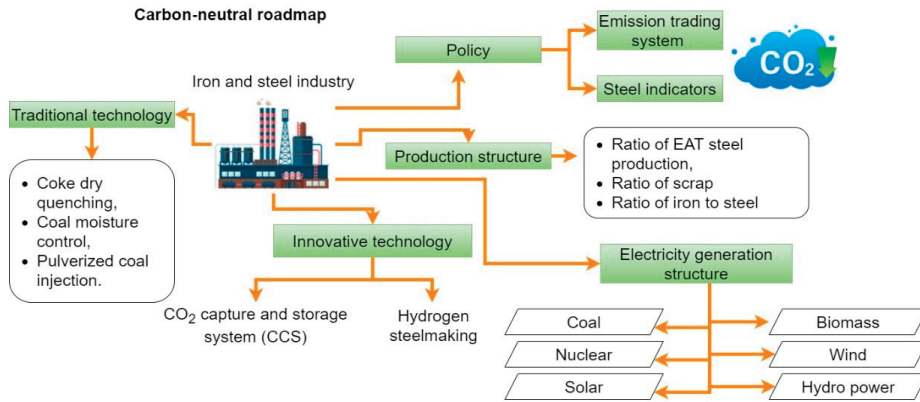 Carbon-neutral roadmap
Iron and steel industry
Traditional technology
• Coke dry
quenching,
• Coal moisture
control,
• Pulverized coal
injection.
Policy
Emission trading
system
Steel indicators
CO₂
Production structure
• Ratio of EAT steel
production,
• Ratio of scrap
• Ratio of iron to steel
Innovative technology
CO₂ capture and storage
system (CCS)
Hydrogen
steelmaking
Electricity generation
structure
Coal
Biomass
Nuclear
Wind
Solar
Hydro power